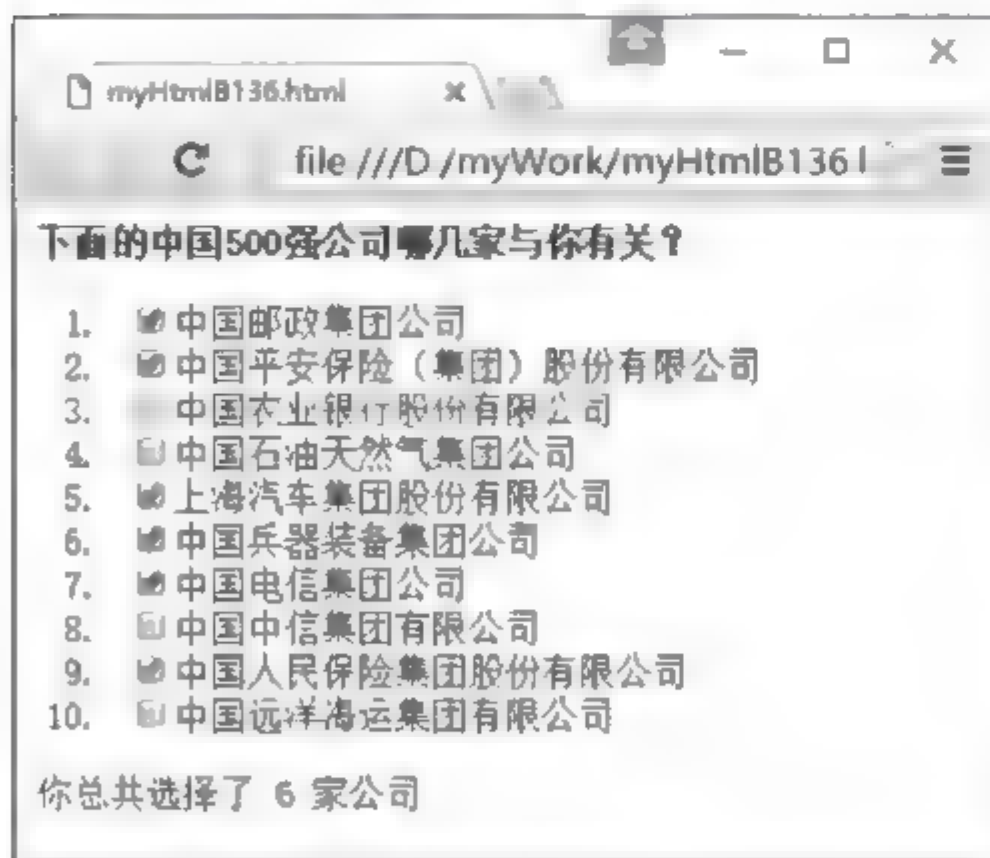 myHtmlB136.html
file ///D /myWork/myHtmlB136 l
下面的中国500强公司哪几家与你有关？
1. 中国邮政集团公司
2. 中国平安保险（集团）股份有限公司
3. 中国农业银行股份有限公司
4. 中国石油天然气集团公司
5. 上海汽车集团股份有限公司
6. 中国兵器装备集团公司
7. 中国电信集团公司
8. 中国中信集团有限公司
9. 中国人民保险集团股份有限公司
10. 中国远洋海运集团有限公司
你总共选择了 6 家公司